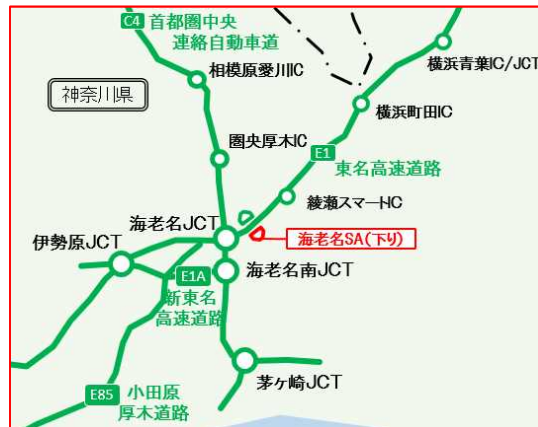 C4 首都圏中央
連絡自動車道
横浜青葉IC/JCT
相模原愛川IC
神奈川県
横浜町田IC
圏央厚木IC
E1
東名高速道路
綾瀬スマートIC
海老名JCT
海老名SA(下り)
伊勢原JCT
海老名南JCT
E1A
新東名
高速道路
茅ヶ崎JCT
E85 小田原
厚木道路